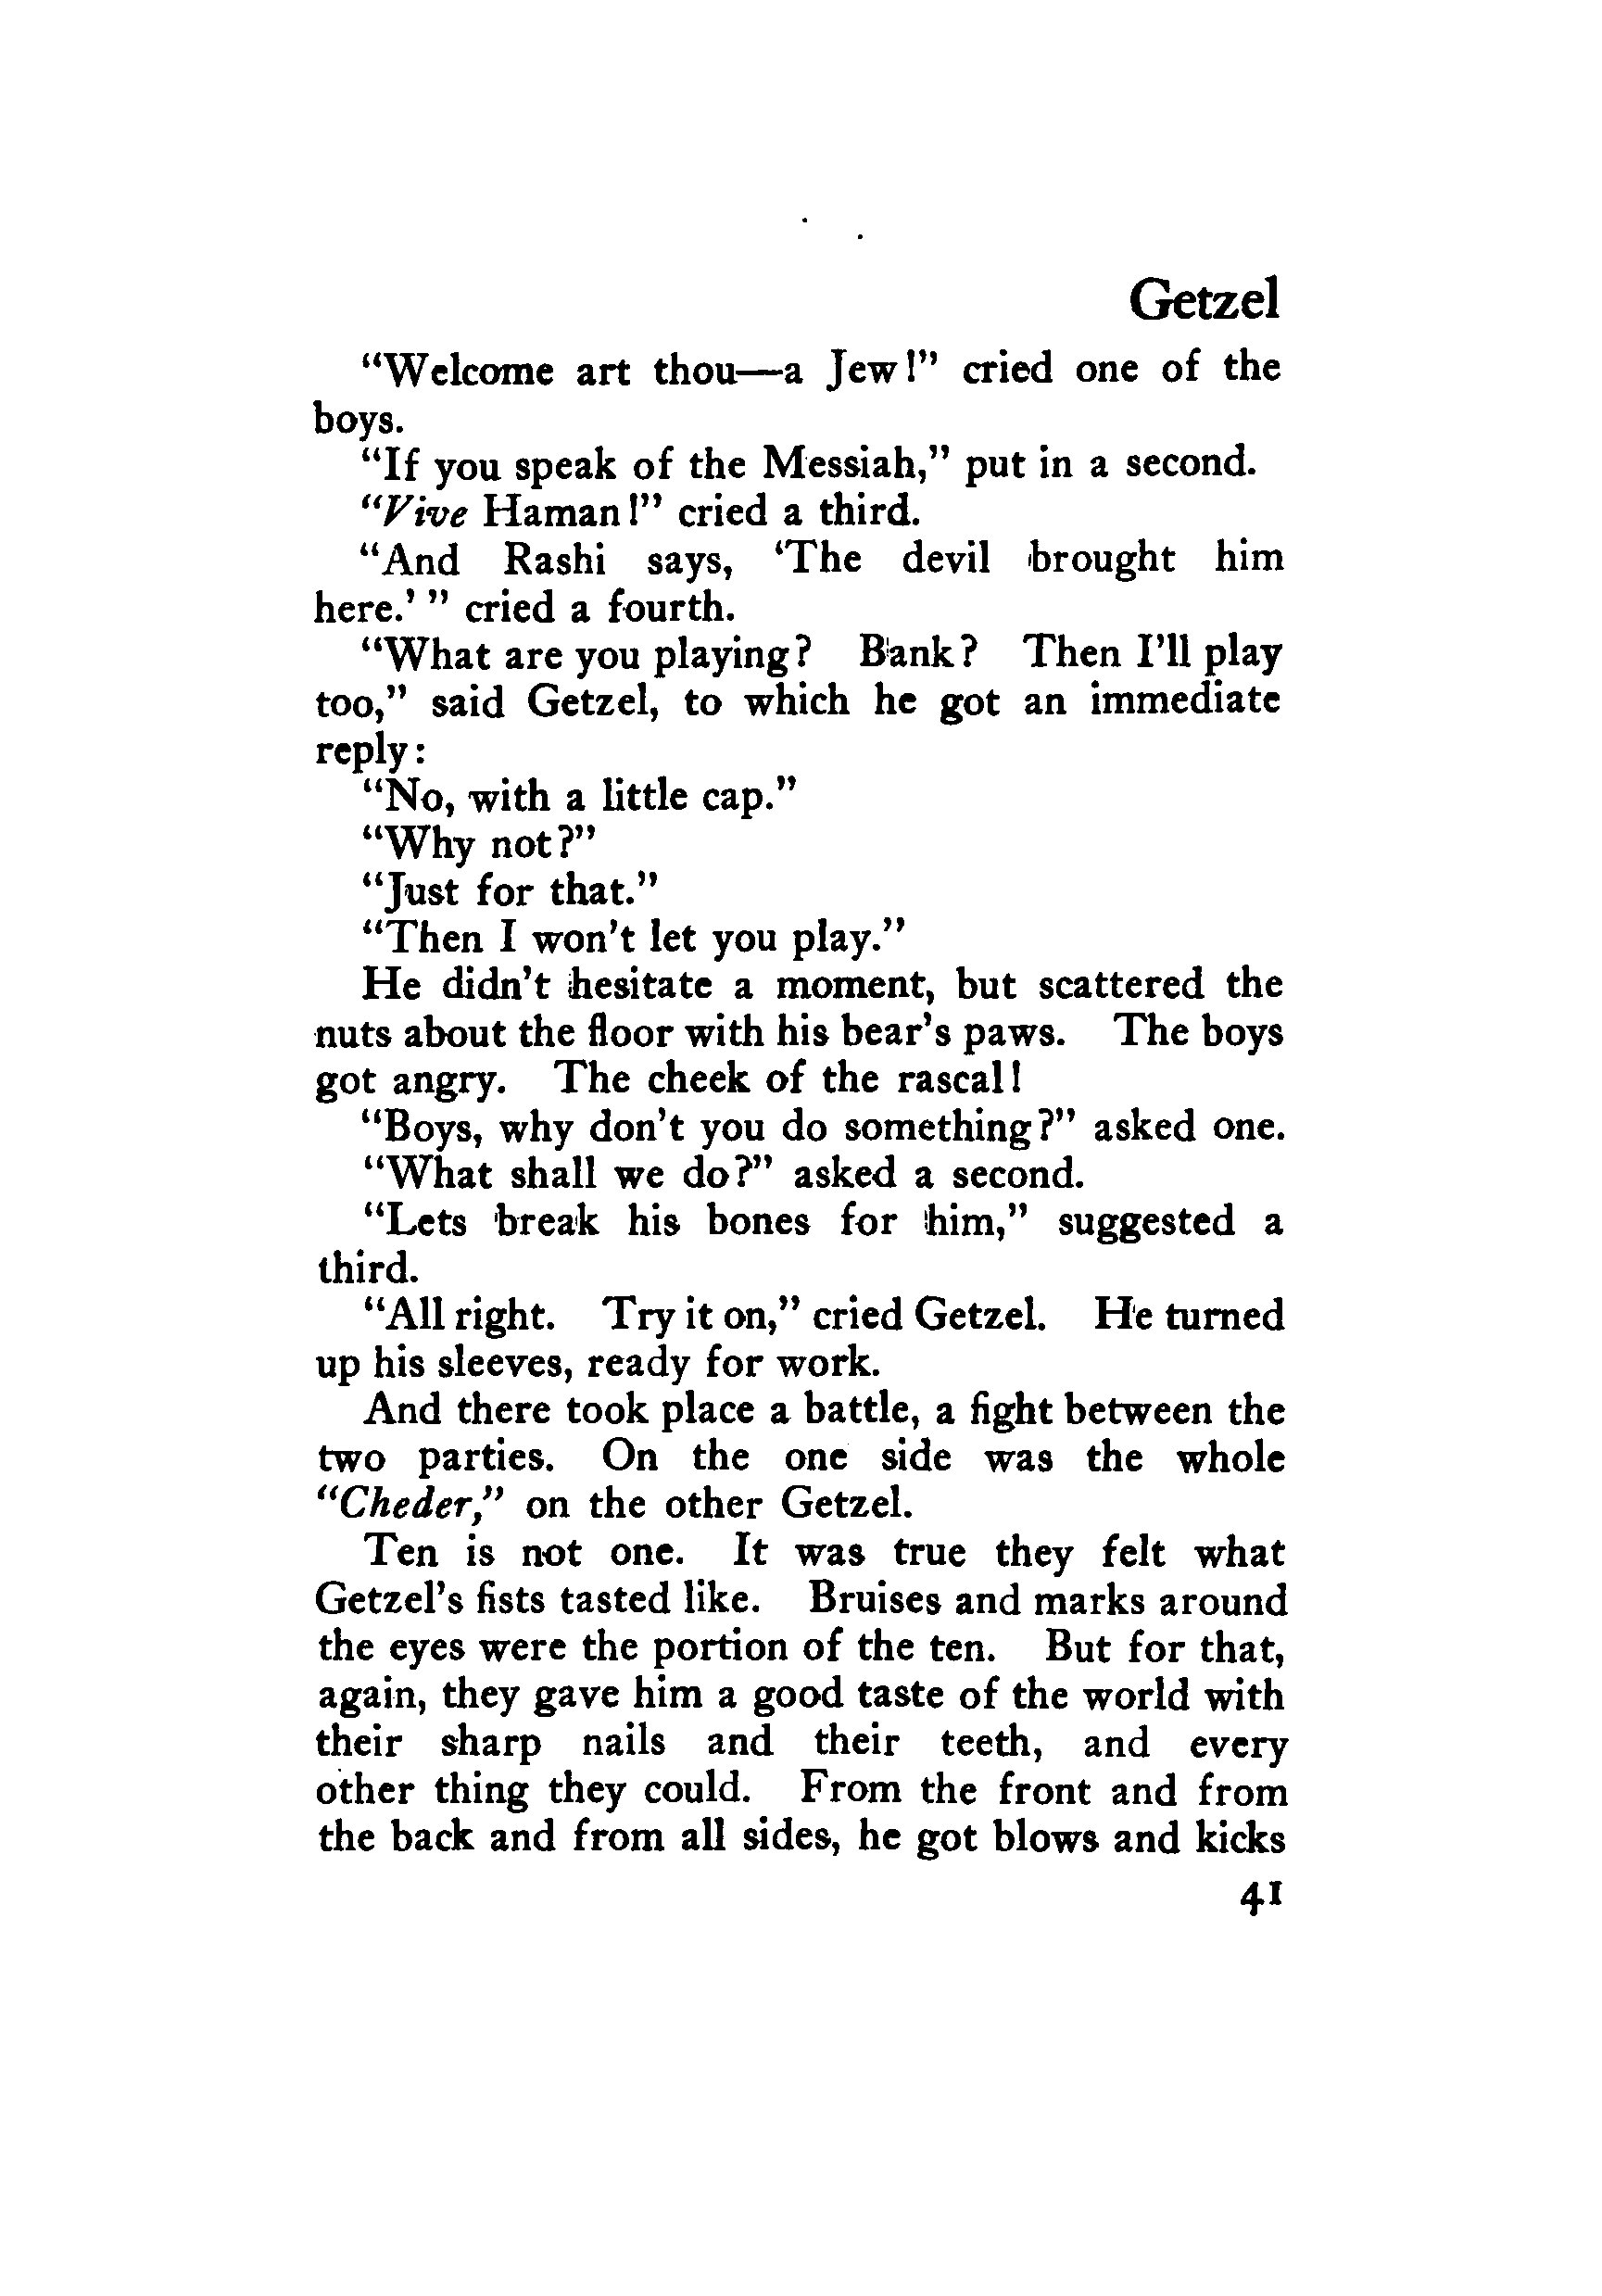 Getzel
“Welcome art thou—a Jew!” cried one of the
boys.
“If you speak of the Messiah,” put in a second.
“Vive Haman!” cried a third.
“And Rashi says, ‘The devil brought him
here.’ ” cried a fourth.
“What are you playing? Bank? Then I’ll play
too,” said Getzel, to which he got an immediate
reply:
“No, with a little cap.”
“Why not?”
“Just for that.”
“Then I won’t let you play.”
He didn’t hesitate a moment, but scattered the
nuts about the floor with his bear’s paws. The boys
got angry. The cheek of the rascal!
“Boys, why don’t you do something?” asked one.
“What shall we do?” asked a second.
“Lets break his bones for him,” suggested a
third.
“All right. Try it on,” cried Getzel. He turned
up his sleeves, ready for work.
And there took place a battle, a fight between the
two parties. On the one side was the whole
“Cheder,” on the other Getzel.
Ten is not one. It was true they felt what
Getzel’s fists tasted like. Bruises and marks around
the eyes were the portion of the ten. But for that,
again, they gave him a good taste of the world with
their sharp nails and their teeth, and every
other thing they could. From the front and from
the back and from all sides, he got blows and kicks
41